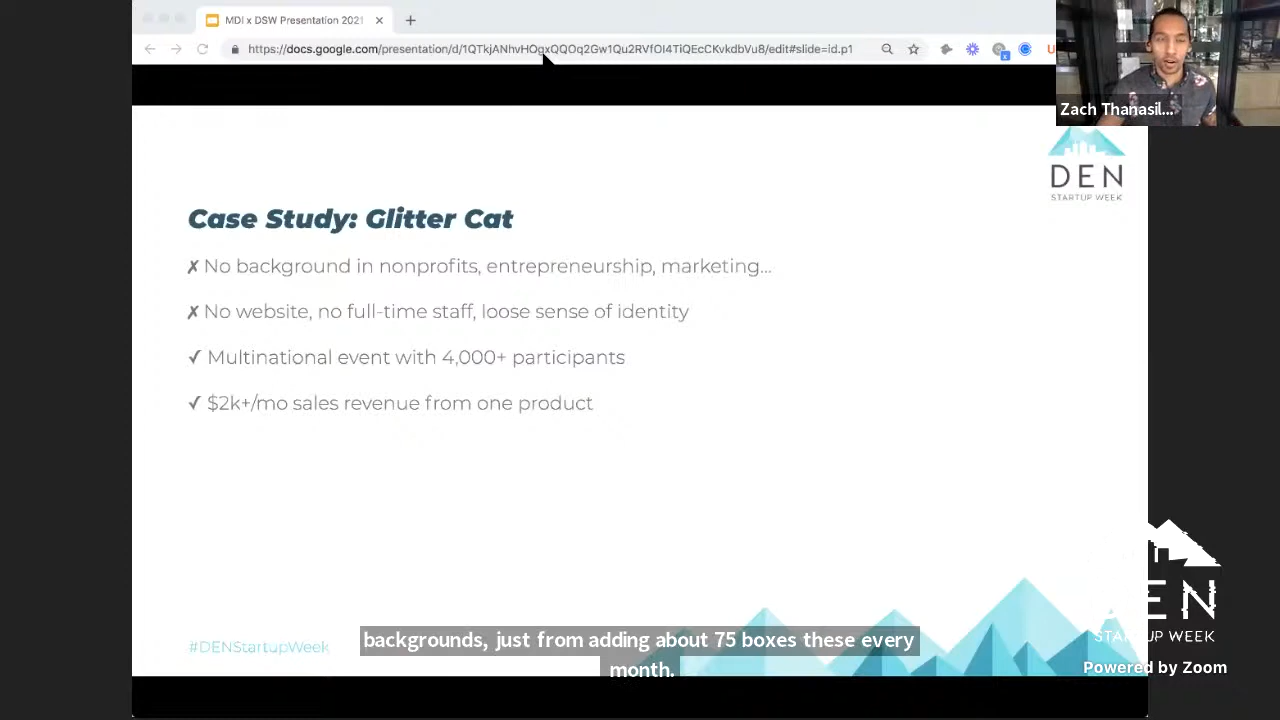 MDI x DSW Presentation 2021
https://docs.google.com/presentation/d/1QTkjANhvHOgxQQOq2Gw1Qu2RVfOI4TiQEcCKvkdbVu8/edit#slide=id.p1
Zach Thanasil...
DEN
STARTUP WEEK
Case Study: Glitter Cat
✗ No background in nonprofits, entrepreneurship, marketing...
✗ No website, no full-time staff, loose sense of identity
✓ Multinational event with 4,000+ participants
✓ $2k+/mo sales revenue from one product
#DENStartupWeek
backgrounds, just from adding about 75 boxes these every
month.
Powered by Zoom